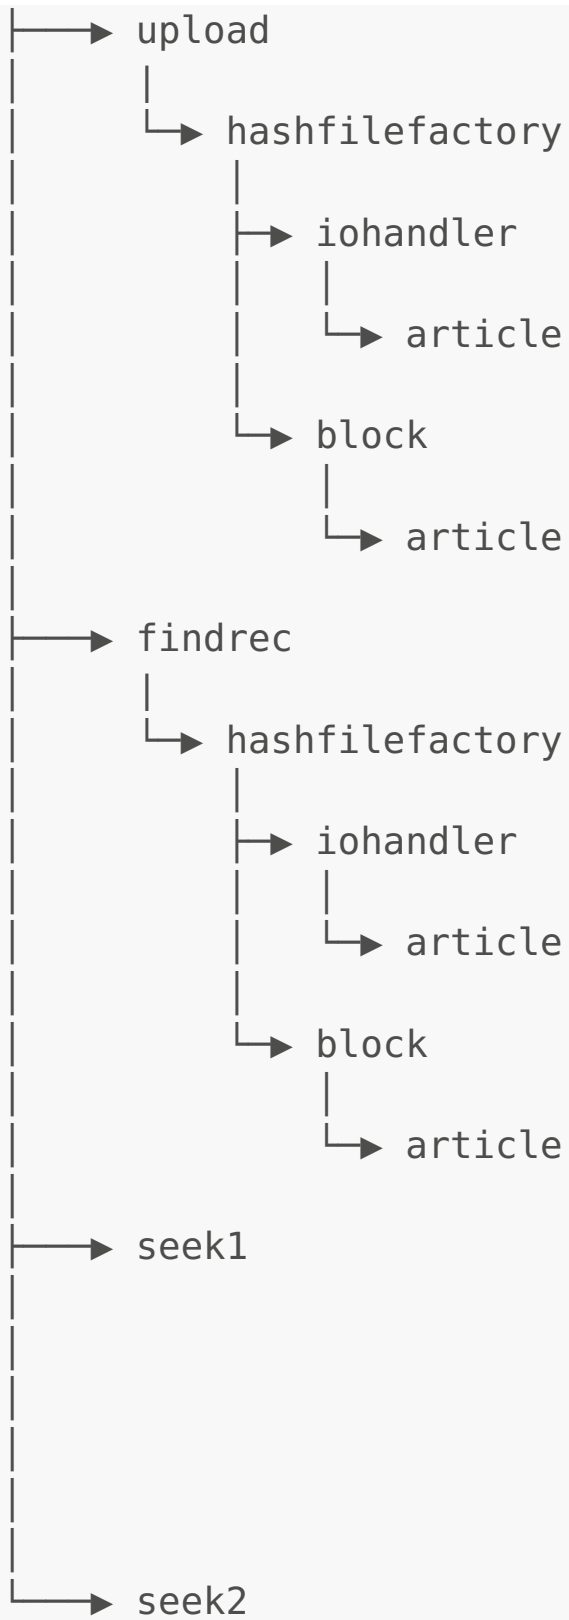 upload
hashfilefactory
iohandler
article
block
article
findrec
hashfilefactory
iohandler
article
block
article
seek1
seek2